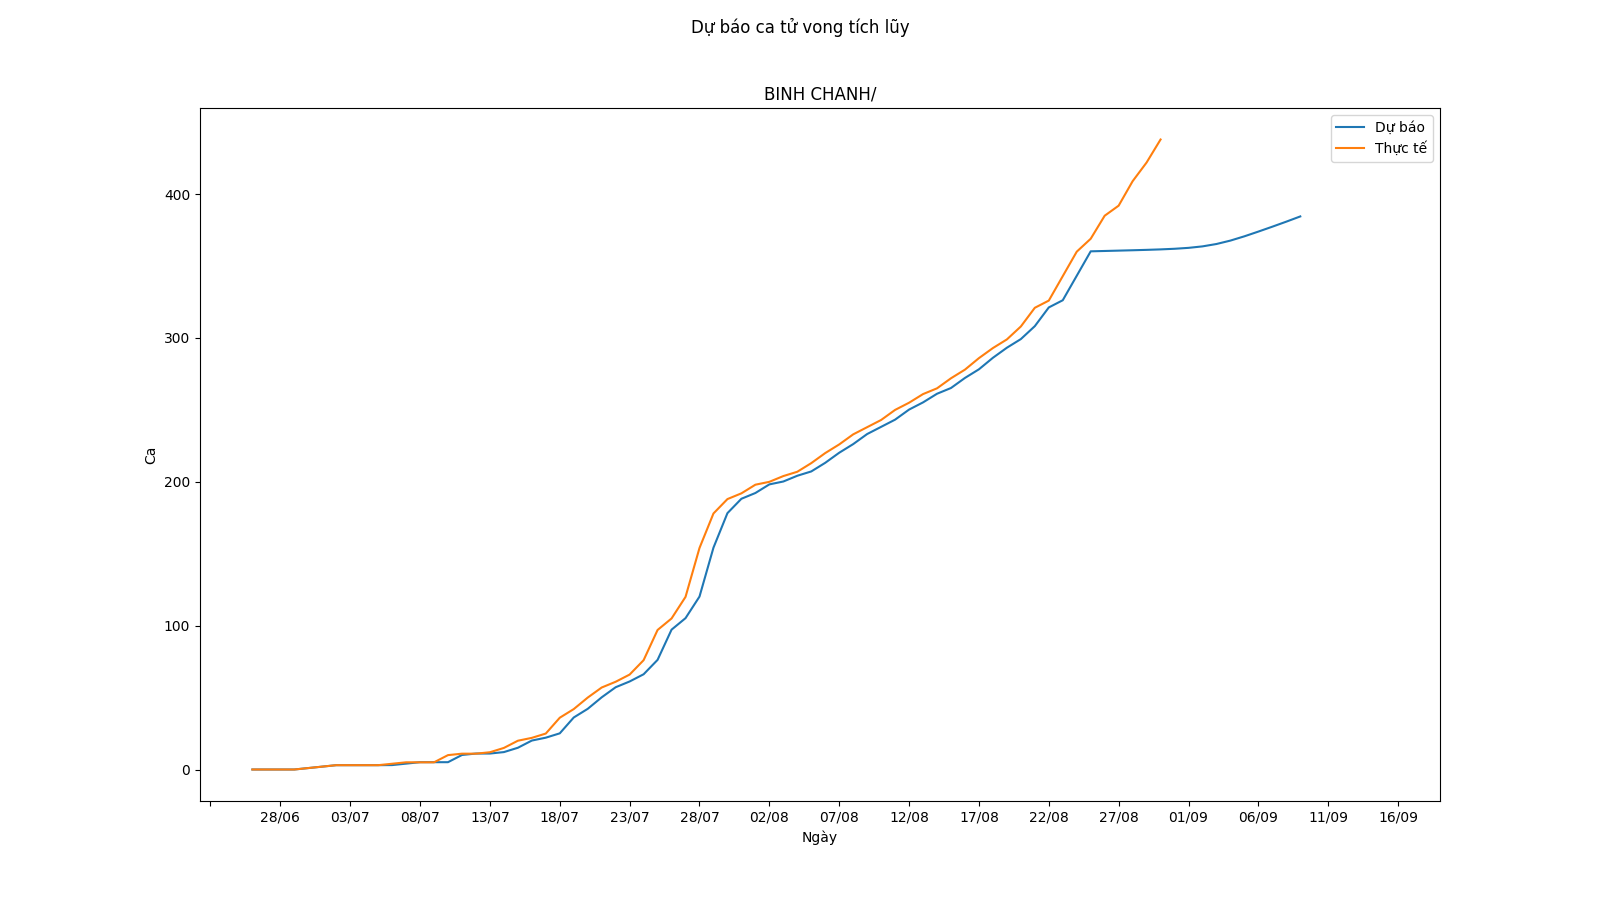 Dự báo ca tử vong tích lũy
BINH CHANH/
Dự báo
Thực tế
Ca
400
300
200
100
0
28/06 03/07 08/07 13/07 18/07 23/07 28/07 02/08 07/08 12/08 17/08 22/08 27/08 01/09 06/09 11/09 16/09
Ngày